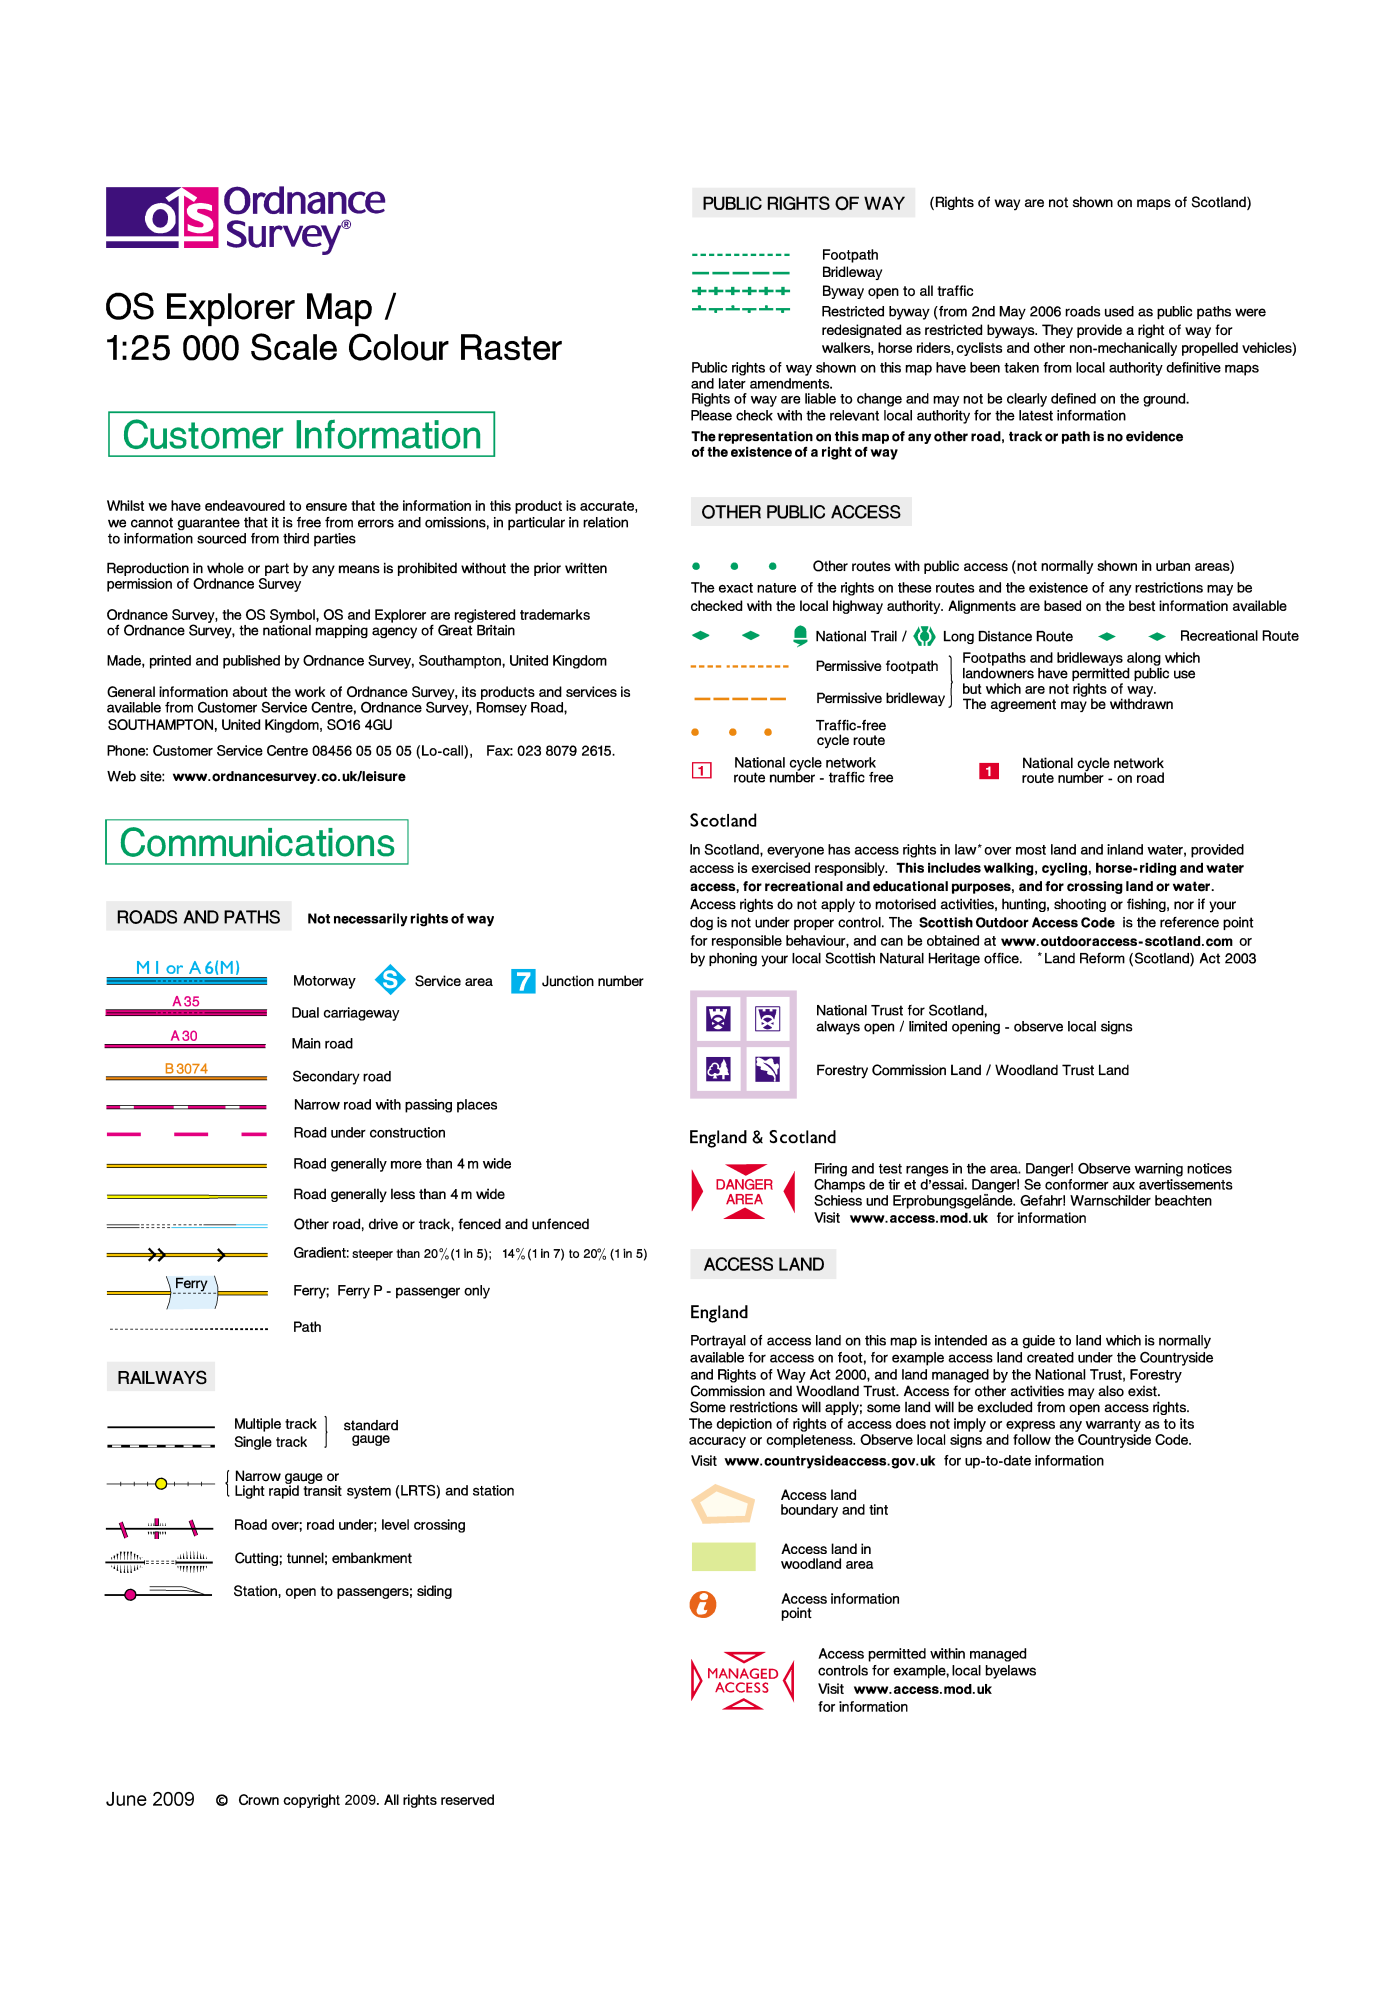 OS Ordnance
Survey®
OS Explorer Map /
1:25 000 Scale Colour Raster
Customer Information
Whilst we have endeavoured to ensure that the information in this product is accurate,
we cannot guarantee that it is free from errors and omissions, in particular in relation
to information sourced from third parties
Reproduction in whole or part by any means is prohibited without the prior written
permission of Ordnance Survey
Ordnance Survey, the OS Symbol, OS and Explorer are registered trademarks
of Ordnance Survey, the national mapping agency of Great Britain
Made, printed and published by Ordnance Survey, Southampton, United Kingdom
General information about the work of Ordnance Survey, its products and services is
available from Customer Service Centre, Ordnance Survey, Romsey Road,
SOUTHAMPTON, United Kingdom, SO16 4GU
Phone: Customer Service Centre 08456 05 05 05 (Lo-call), Fax: 023 8079 2615.
Web site: www.ordnancesurvey.co.uk/leisure
Communications
ROADS AND PATHS Not necessarily rights of way
M1 or A6(M) Motorway S Service area 7 Junction number
A35 Dual carriageway
A30 Main road
B3074 Secondary road
Narrow road with passing places
Road under construction
Road generally more than 4 m wide
Road generally less than 4 m wide
Other road, drive or track, fenced and unfenced
Gradient: steeper than 20% (1 in 5); 14% (1 in 7) to 20% (1 in 5)
Ferry Ferry; Ferry P - passenger only
Path
RAILWAYS
Multiple track standard
Single track gauge
Narrow gauge or
Light rapid transit system (LRTS) and station
Road over; road under; level crossing
Cutting; tunnel; embankment
Station, open to passengers; siding
PUBLIC RIGHTS OF WAY (Rights of way are not shown on maps of Scotland)
Footpath
Bridleway
Byway open to all traffic
Restricted byway (from 2nd May 2006 roads used as public paths were
redesignated as restricted byways. They provide a right of way for
walkers, horse riders, cyclists and other non-mechanically propelled vehicles)
Public rights of way shown on this map have been taken from local authority definitive maps
and later amendments.
Rights of way are liable to change and may not be clearly defined on the ground.
Please check with the relevant local authority for the latest information
The representation on this map of any other road, track or path is no evidence
of the existence of a right of way
OTHER PUBLIC ACCESS
Other routes with public access (not normally shown in urban areas)
The exact nature of the rights on these routes and the existence of any restrictions may be
checked with the local highway authority. Alignments are based on the best information available
National Trail / Long Distance Route Recreational Route
Permissive footpath
Permissive bridleway
Footpaths and bridleways along which
landowners have permitted public use
but which are not rights of way.
The agreement may be withdrawn
Traffic-free
cycle route
1 National cycle network
route number - traffic free
1 National cycle network
route number - on road
Scotland
In Scotland, everyone has access rights in law* over most land and inland water, provided
access is exercised responsibly. This includes walking, cycling, horse-riding and water
access, for recreational and educational purposes, and for crossing land or water.
Access rights do not apply to motorised activities, hunting, shooting or fishing, nor if your
dog is not under proper control. The Scottish Outdoor Access Code is the reference point
for responsible behaviour, and can be obtained at www.outdooraccess-scotland.com or
by phoning your local Scottish Natural Heritage office. *Land Reform (Scotland) Act 2003
National Trust for Scotland,
always open / limited opening - observe local signs
Forestry Commission Land / Woodland Trust Land
England & Scotland
DANGER
AREA
Firing and test ranges in the area. Danger! Observe warning notices
Champs de tir et d'essai. Danger! Se conformer aux avertissements
Schiess und Erprobungsgelände. Gefahr! Warnschilder beachten
Visit www.access.mod.uk for information
ACCESS LAND
England
Portrayal of access land on this map is intended as a guide to land which is normally
available for access on foot, for example access land created under the Countryside
and Rights of Way Act 2000, and land managed by the National Trust, Forestry
Commission and Woodland Trust. Access for other activities may also exist.
Some restrictions will apply; some land will be excluded from open access rights.
The depiction of rights of access does not imply or express any warranty as to its
accuracy or completeness. Observe local signs and follow the Countryside Code.
Visit www.countrysideaccess.gov.uk for up-to-date information
Access land
boundary and tint
Access land in
woodland area
i Access information
point
MANAGED
ACCESS
Access permitted within managed
controls for example, local byelaws
Visit www.access.mod.uk
for information
June 2009 © Crown copyright 2009. All rights reserved